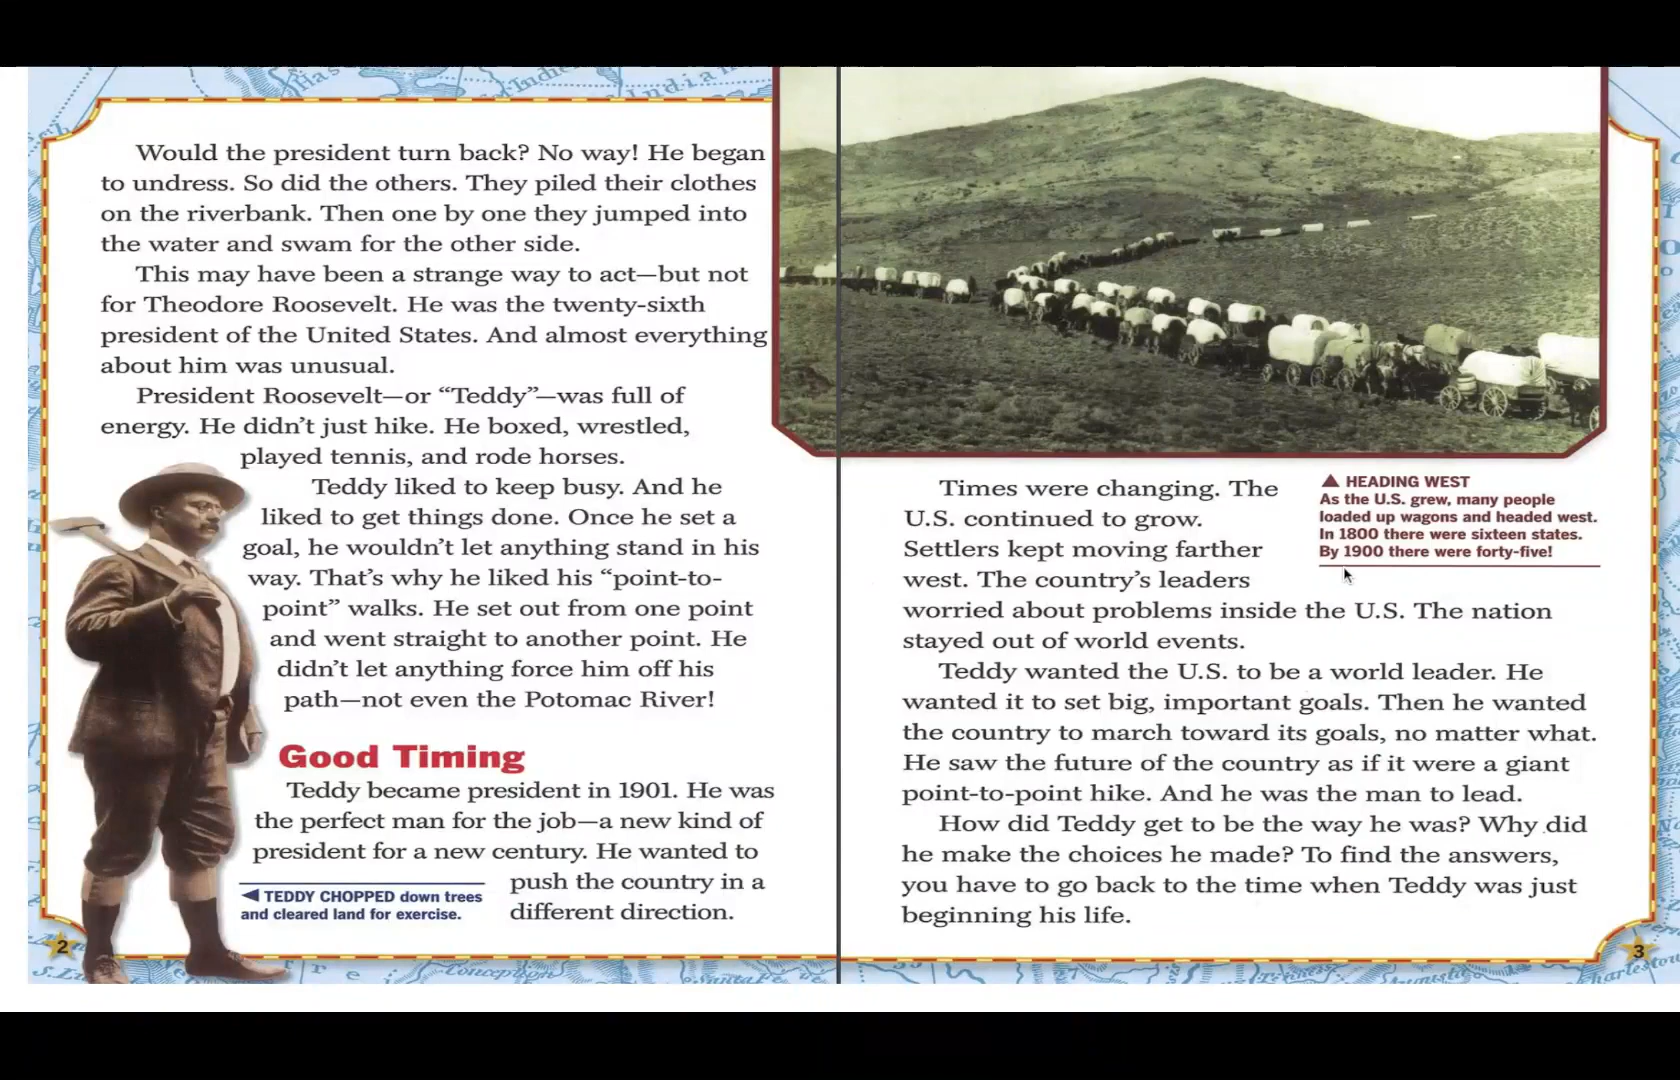 Would the president turn back? No way! He began
to undress. So did the others. They piled their clothes
on the riverbank. Then one by one they jumped into
the water and swam for the other side.
This may have been a strange way to act—but not
for Theodore Roosevelt. He was the twenty-sixth
president of the United States. And almost everything
about him was unusual.
President Roosevelt—or “Teddy”—was full of
energy. He didn’t just hike. He boxed, wrestled,
played tennis, and rode horses.
Teddy liked to keep busy. And he
liked to get things done. Once he set a
goal, he wouldn’t let anything stand in his
way. That’s why he liked his “point-to-
point” walks. He set out from one point
and went straight to another point. He
didn’t let anything force him off his
path—not even the Potomac River!
Good Timing
Teddy became president in 1901. He was
the perfect man for the job—a new kind of
president for a new century. He wanted to
push the country in a
different direction.
◀ TEDDY CHOPPED down trees
and cleared land for exercise.
2
▲ HEADING WEST
As the U.S. grew, many people
loaded up wagons and headed west.
In 1800 there were sixteen states.
By 1900 there were forty-five!
Times were changing. The
U.S. continued to grow.
Settlers kept moving farther
west. The country’s leaders
worried about problems inside the U.S. The nation
stayed out of world events.
Teddy wanted the U.S. to be a world leader. He
wanted it to set big, important goals. Then he wanted
the country to march toward its goals, no matter what.
He saw the future of the country as if it were a giant
point-to-point hike. And he was the man to lead.
How did Teddy get to be the way he was? Why did
he make the choices he made? To find the answers,
you have to go back to the time when Teddy was just
beginning his life.
3
Conception